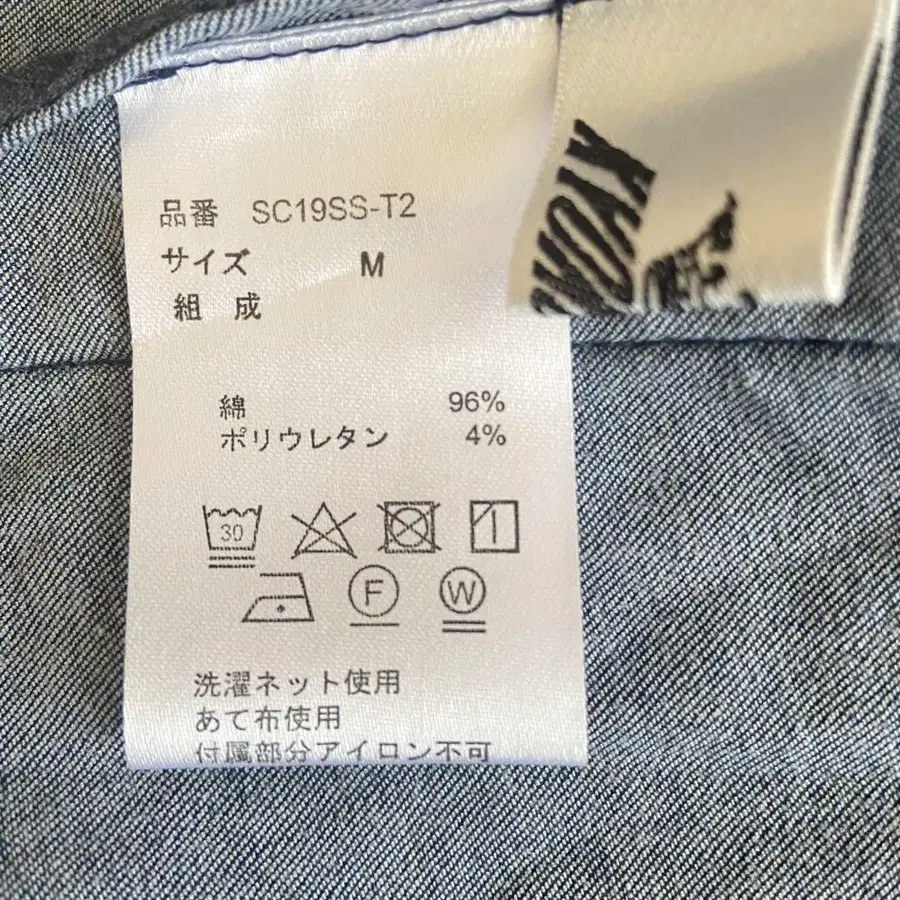 品番 SC19SS-T2
サイズ M
組 成
綿 96%
ポリウレタン 4%
30
F W
洗濯ネット使用
あて布使用
付属部分アイロン不可